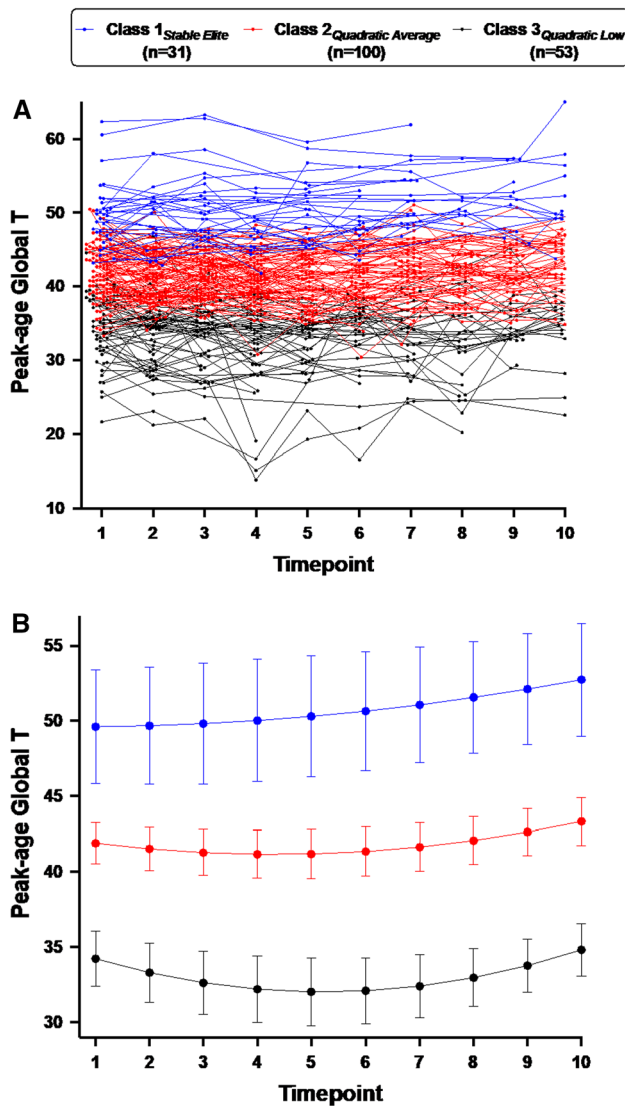 Class 1Stable Elite Class 2Quadratic Average Class 3Quadratic Low
(n=31) (n=100) (n=53)
A
60
50
40
30
20
10
Peak-age Global T
1 2 3 4 5 6 7 8 9 10
Timepoint
B
55
50
45
40
35
30
Peak-age Global T
1 2 3 4 5 6 7 8 9 10
Timepoint